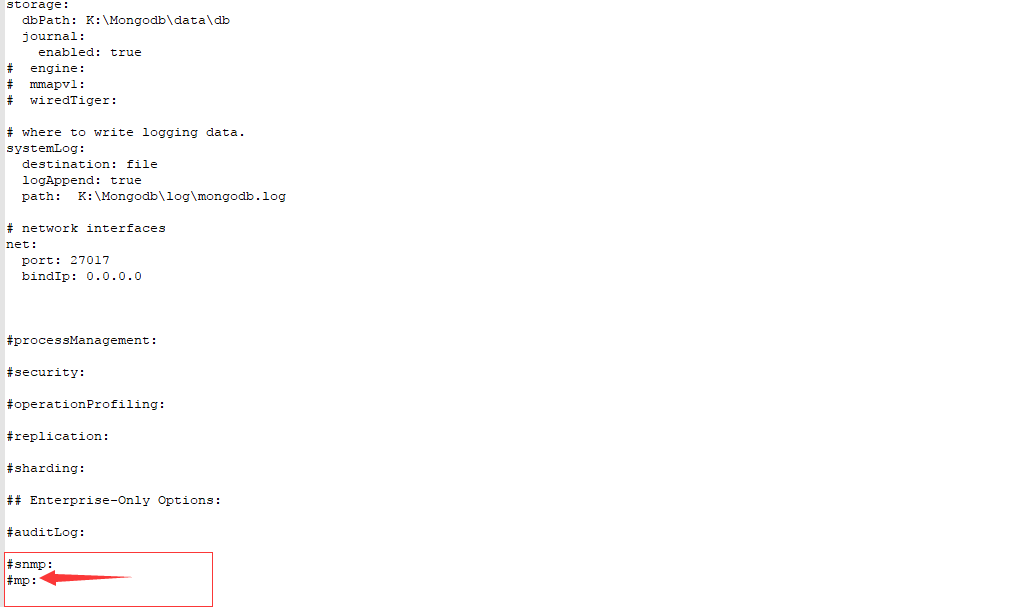 storage:
  dbPath: K:\Mongodb\data\db
  journal:
    enabled: true
#  engine:
#  mmapv1:
#  wiredTiger:
# where to write logging data.
systemLog:
  destination: file
  logAppend: true
  path:  K:\Mongodb\log\mongodb.log
# network interfaces
net:
  port: 27017
  bindIp: 0.0.0.0
#processManagement:
#security:
#operationProfiling:
#replication:
#sharding:
## Enterprise-Only Options:
#auditLog:
#snmp:
#mp: